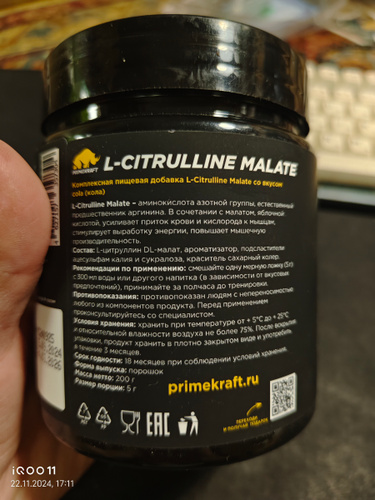 PRIMEKRAFT
L-CITRULLINE MALATE
Комплексная пищевая добавка L-Citrulline Malate со вкусом
cola (кола)
L-Citrulline Malate – аминокислота азотной группы, естественный
предшественник аргинина. В сочетании с малатом, яблочной
кислотой, усиливает приток крови и кислорода к мышцам,
стимулирует выработку энергии, повышает мышечную
производительность.
Состав: L-цитруллин DL-малат, ароматизатор, подсластители
ацесульфам калия и сукралоза, краситель сахарный колер.
Рекомендации по применению: смешайте одну мерную ложку (5г)
с 300 мл воды или другого напитка (в зависимости от вкусовых
предпочтений), принимайте за полчаса до тренировки.
Противопоказания: противопоказан людям с непереносимостью
любого из компонентов продукта. Перед применением
проконсультируйтесь со специалистом.
Условия хранения: хранить при температуре от + 5°С до + 25°С
и относительной влажности воздуха не более 75%. После вскрытия
упаковки, продукт хранить в плотно закрытом виде и употребить
в течение 3 месяцев.
Срок годности: 18 месяцев при соблюдении условий хранения.
Форма выпуска: порошок
Масса нетто: 200 г
Размер порции: 5 г
primekraft.ru
EAC
ПЕРЕХОДИ
И ПОЛУЧАЙ ПОДАРОК
iQOO 11
22.11.2024, 17:11